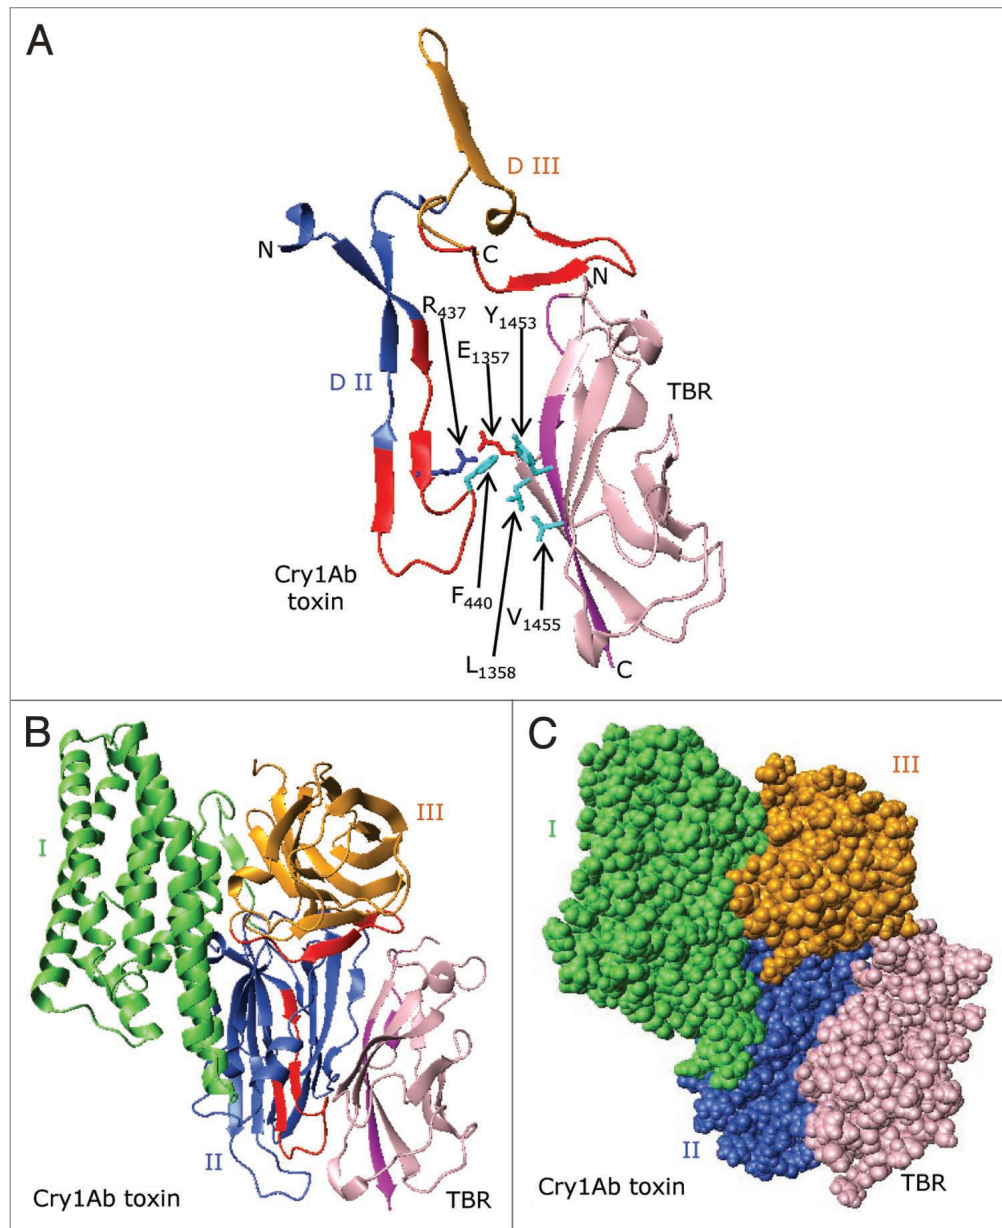 A
D III
N
C
N
R437
Y1453
E1357
D II
TBR
Cry1Ab
toxin
F440
V1455
L1358
C
B
III
I
II
Cry1Ab toxin
TBR
C
III
I
II
Cry1Ab toxin
TBR